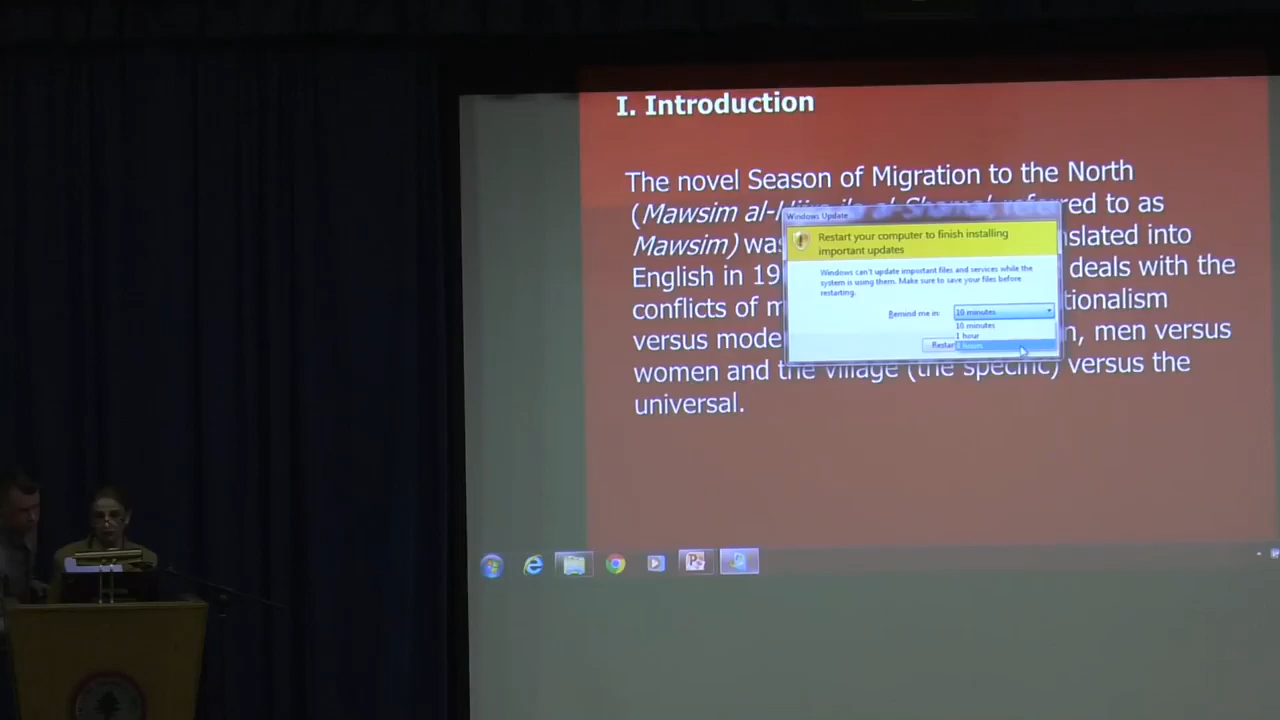 I. Introduction
The novel Season of Migration to the North
(Mawsim al- referred to as
Mawsim) was nslated into
English in 19 deals with the
conflicts of m tionalism
versus mode n, men versus
women and the village (the specific) versus the
universal.
Windows Update
Restart your computer to finish installing
important updates
Windows can't update important files and services while the
system is using them. Make sure to save your files before
restarting.
Remind me in: 10 minutes
10 minutes
1 hour
4 hours
Restar